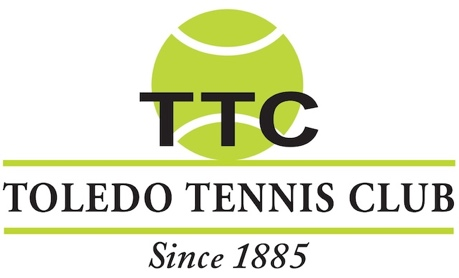 TTC
TOLEDO TENNIS CLUB
Since 1885